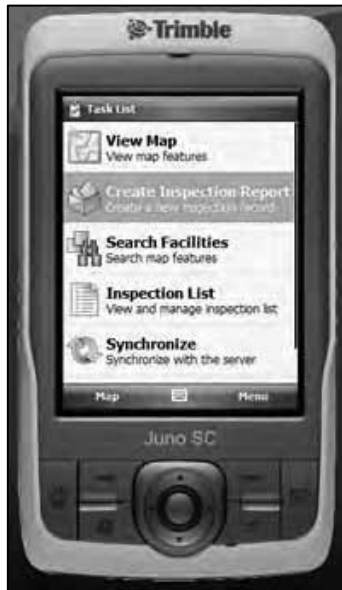 Trimble
Task List
View Map
View map features
Create Inspection Report
Create a new inspection record
Search Facilities
Search map features
Inspection List
View and manage inspection list
Synchronize
Synchronize with the server
Map Menu
Juno SC